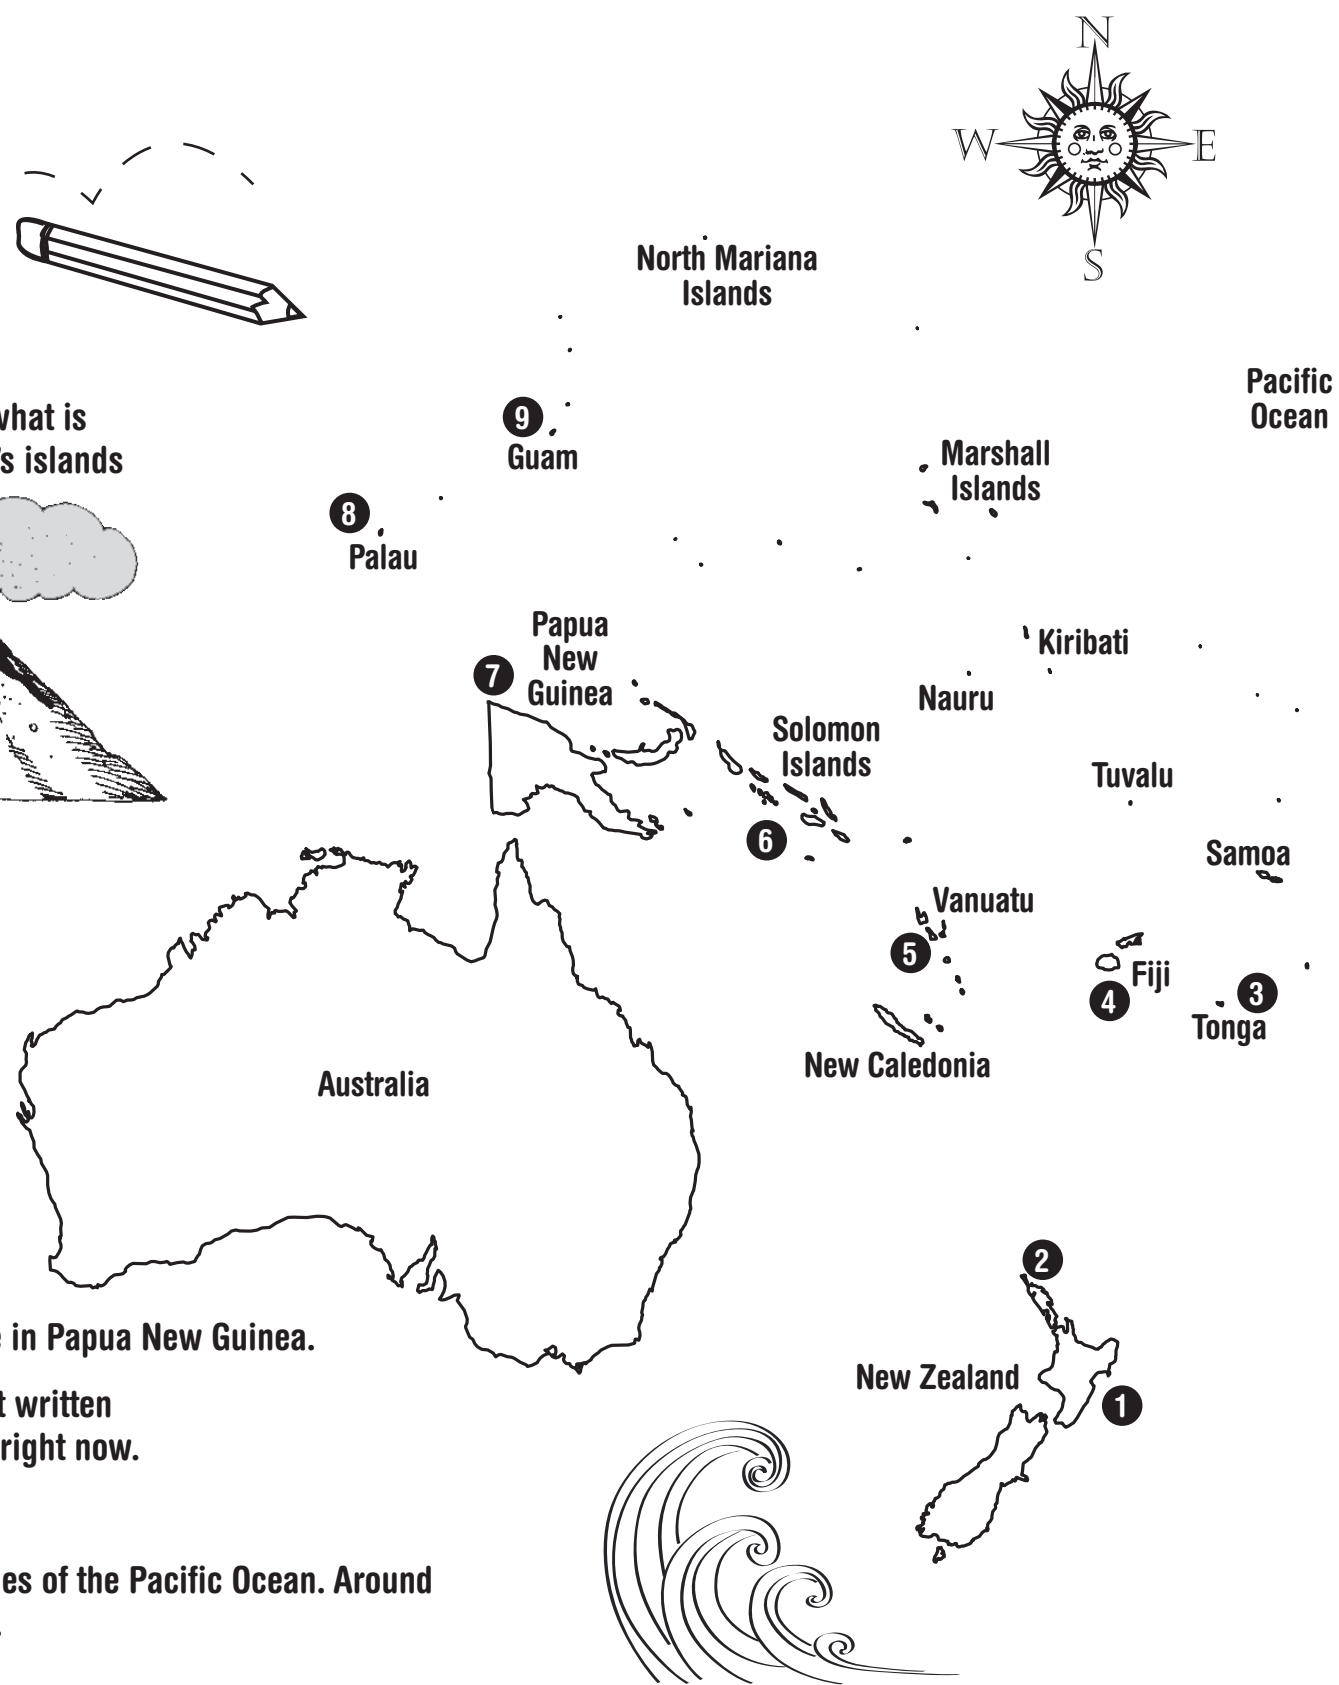 N
W
E
S
North Mariana
Islands
Pacific
Ocean
what is
's islands
9
Guam
Marshall
Islands
8
Palau
Papua
New
Guinea
7
Kiribati
Nauru
Solomon
Islands
6
Tuvalu
Samoa
Vanuatu
5
Fiji
4
3
Tonga
New Caledonia
Australia
2
New Zealand
1
in Papua New Guinea.
written
right now.
es of the Pacific Ocean. Around